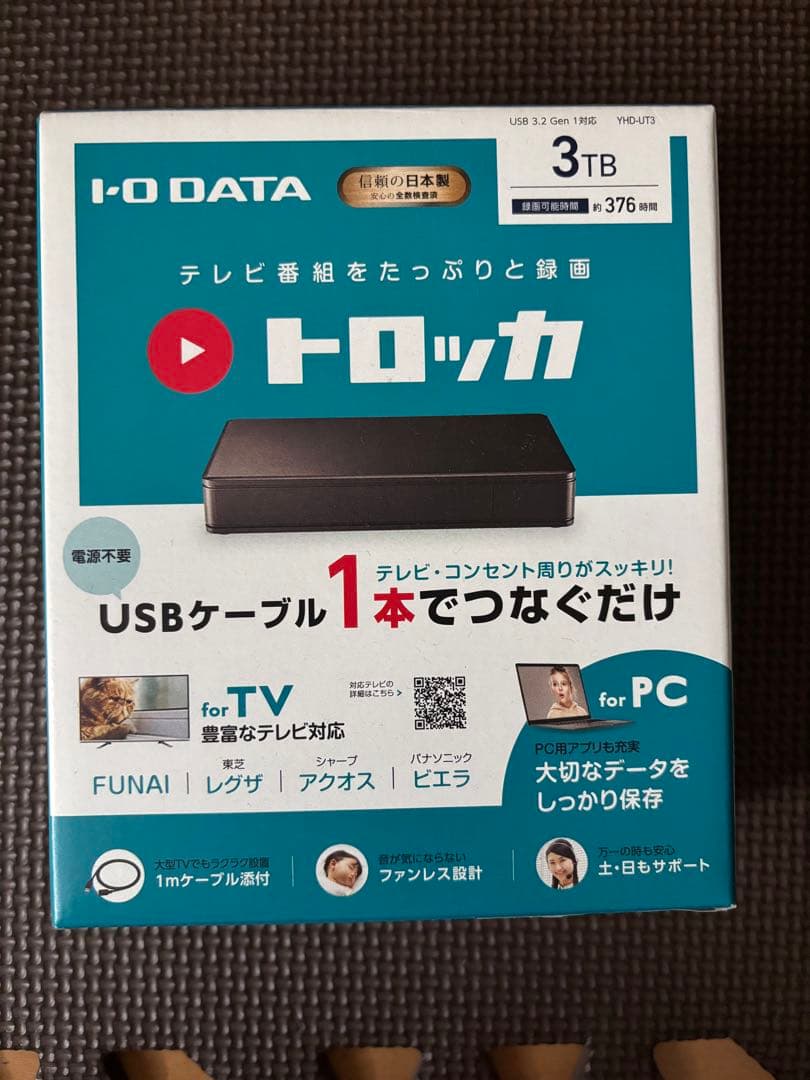 USB 3.2 Gen 1対応 YHD-UT3
3TB
録画可能時間 約376時間
I-O DATA
信頼の日本製
安心の全数検査済
テレビ番組をたっぷりと録画
トロッカ
電源不要
テレビ・コンセント周りがスッキリ!
USBケーブル1本でつなぐだけ
for TV
豊富なテレビ対応
対応テレビの
詳細はこちら >
FUNAI
東芝
レグザ
シャープ
アクオス
パナソニック
ビエラ
for PC
PC用アプリも充実
大切なデータを
しっかり保存
大型TVでもラクラク設置
1mケーブル添付
音が気にならない
ファンレス設計
万一の時も安心
土・日もサポート